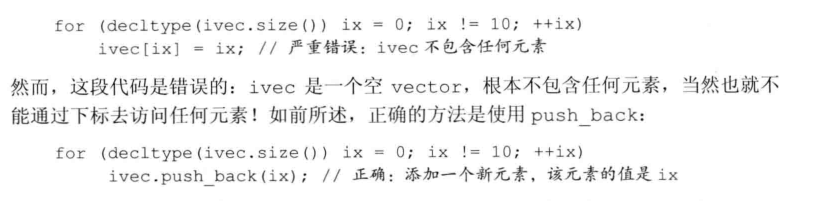 for (decltype(ivec.size()) ix = 0; ix != 10; ++ix)
ivec[ix] = ix; // 严重错误：ivec 不包含任何元素
然而，这段代码是错误的：ivec 是一个空 vector，根本不包含任何元素，当然也就不
能通过下标去访问任何元素！如前所述，正确的方法是使用 push_back：
for (decltype(ivec.size()) ix = 0; ix != 10; ++ix)
ivec.push_back(ix); // 正确：添加一个新元素，该元素的值是 ix